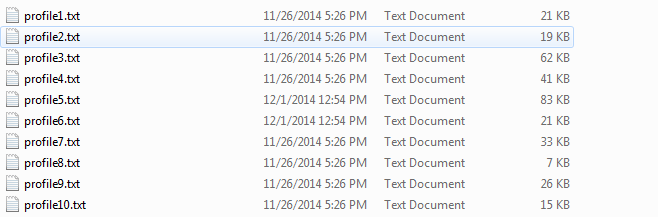 profile1.txt 11/26/2014 5:26 PM Text Document 21 KB
profile2.txt 11/26/2014 5:26 PM Text Document 19 KB
profile3.txt 11/26/2014 5:26 PM Text Document 62 KB
profile4.txt 11/26/2014 5:26 PM Text Document 41 KB
profile5.txt 12/1/2014 12:54 PM Text Document 83 KB
profile6.txt 12/1/2014 12:54 PM Text Document 21 KB
profile7.txt 11/26/2014 5:26 PM Text Document 33 KB
profile8.txt 11/26/2014 5:26 PM Text Document 7 KB
profile9.txt 11/26/2014 5:26 PM Text Document 26 KB
profile10.txt 11/26/2014 5:26 PM Text Document 15 KB